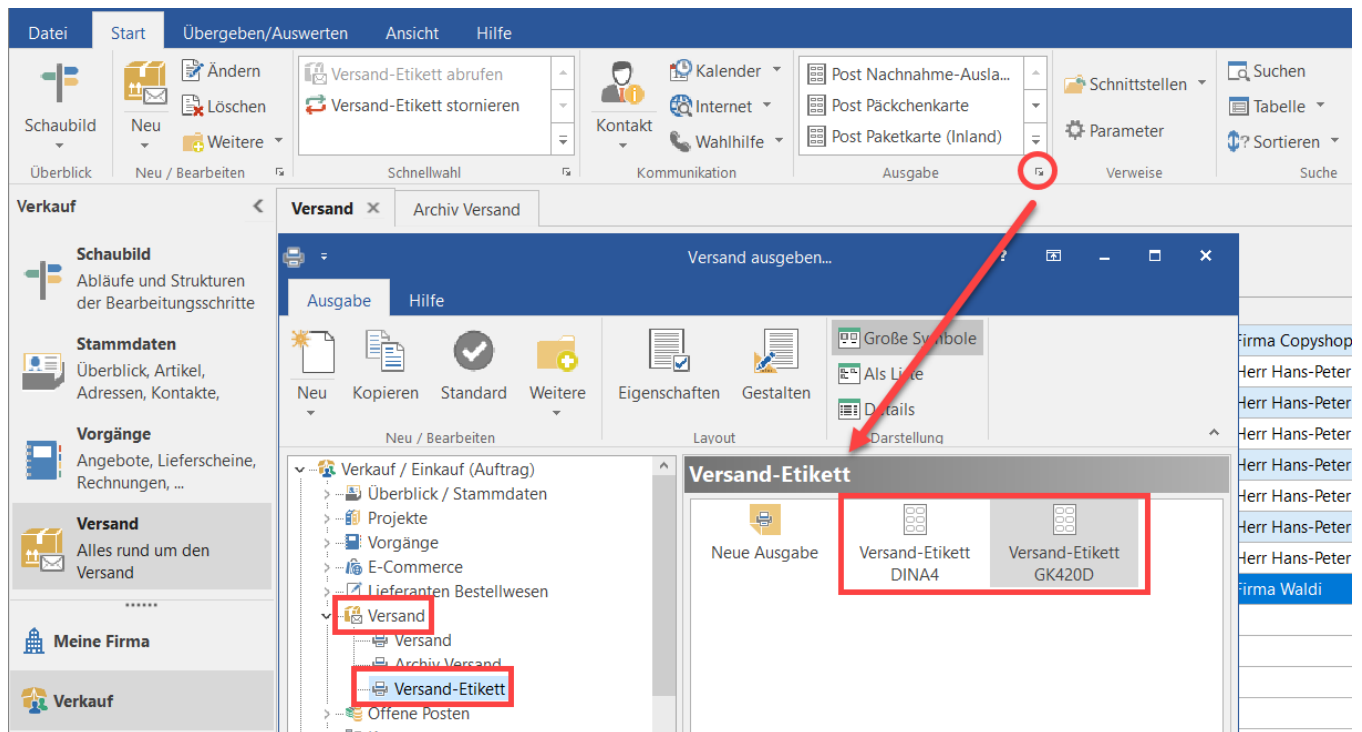 Datei Start Übergeben/Auswerten Ansicht Hilfe
Schaubild
Überblick
Neu
Ändern
Löschen
Weitere
Neu / Bearbeiten
Versand-Etikett abrufen
Versand-Etikett stornieren
Schnellwahl
Kontakt
Kalender
Internet
Wahlhilfe
Kommunikation
Post Nachnahme-Ausla...
Post Päckchenkarte
Post Paketkarte (Inland)
Ausgabe
Schnittstellen
Parameter
Verweise
Suchen
Tabelle
Sortieren
Suche
Verkauf
Schaubild
Abläufe und Strukturen
der Bearbeitungsschritte
Stammdaten
Überblick, Artikel,
Adressen, Kontakte,
Vorgänge
Angebote, Lieferscheine,
Rechnungen, ...
Versand
Alles rund um den
Versand
Meine Firma
Verkauf
Versand Archiv Versand
Versand ausgeben...
Ausgabe Hilfe
Neu Kopieren Standard Weitere
Neu / Bearbeiten
Eigenschaften Gestalten
Layout
Große Symbole
Als Liste
Details
Darstellung
Verkauf / Einkauf (Auftrag)
Überblick / Stammdaten
Projekte
Vorgänge
E-Commerce
Lieferanten Bestellwesen
Versand
Versand
Archiv Versand
Versand-Etikett
Offene Posten
Versand-Etikett
Neue Ausgabe
Versand-Etikett
DINA4
Versand-Etikett
GK420D
Firma Copyshop
Herr Hans-Peter
Herr Hans-Peter
Herr Hans-Peter
Herr Hans-Peter
Herr Hans-Peter
Herr Hans-Peter
Herr Hans-Peter
Firma Waldi